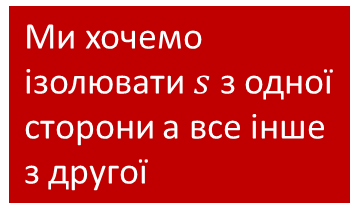 Ми хочемо
ізолювати s з одної
сторони а все інше
з другої